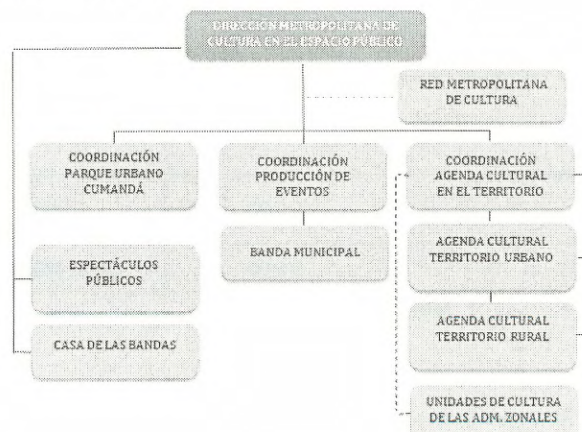 DIRECCIÓN METROPOLITANA DE
CULTURA EN EL ESPACIO PÚBLICO
RED METROPOLITANA
DE CULTURA
COORDINACIÓN
PARQUE URBANO
CUMANDÁ
COORDINACIÓN
PRODUCCIÓN DE
EVENTOS
COORDINACIÓN
AGENDA CULTURAL
EN EL TERRITORIO
BANDA MUNICIPAL
AGENDA CULTURAL
TERRITORIO URBANO
ESPECTÁCULOS
PÚBLICOS
AGENDA CULTURAL
TERRITORIO RURAL
CASA DE LAS BANDAS
UNIDADES DE CULTURA
DE LAS ADM. ZONALES